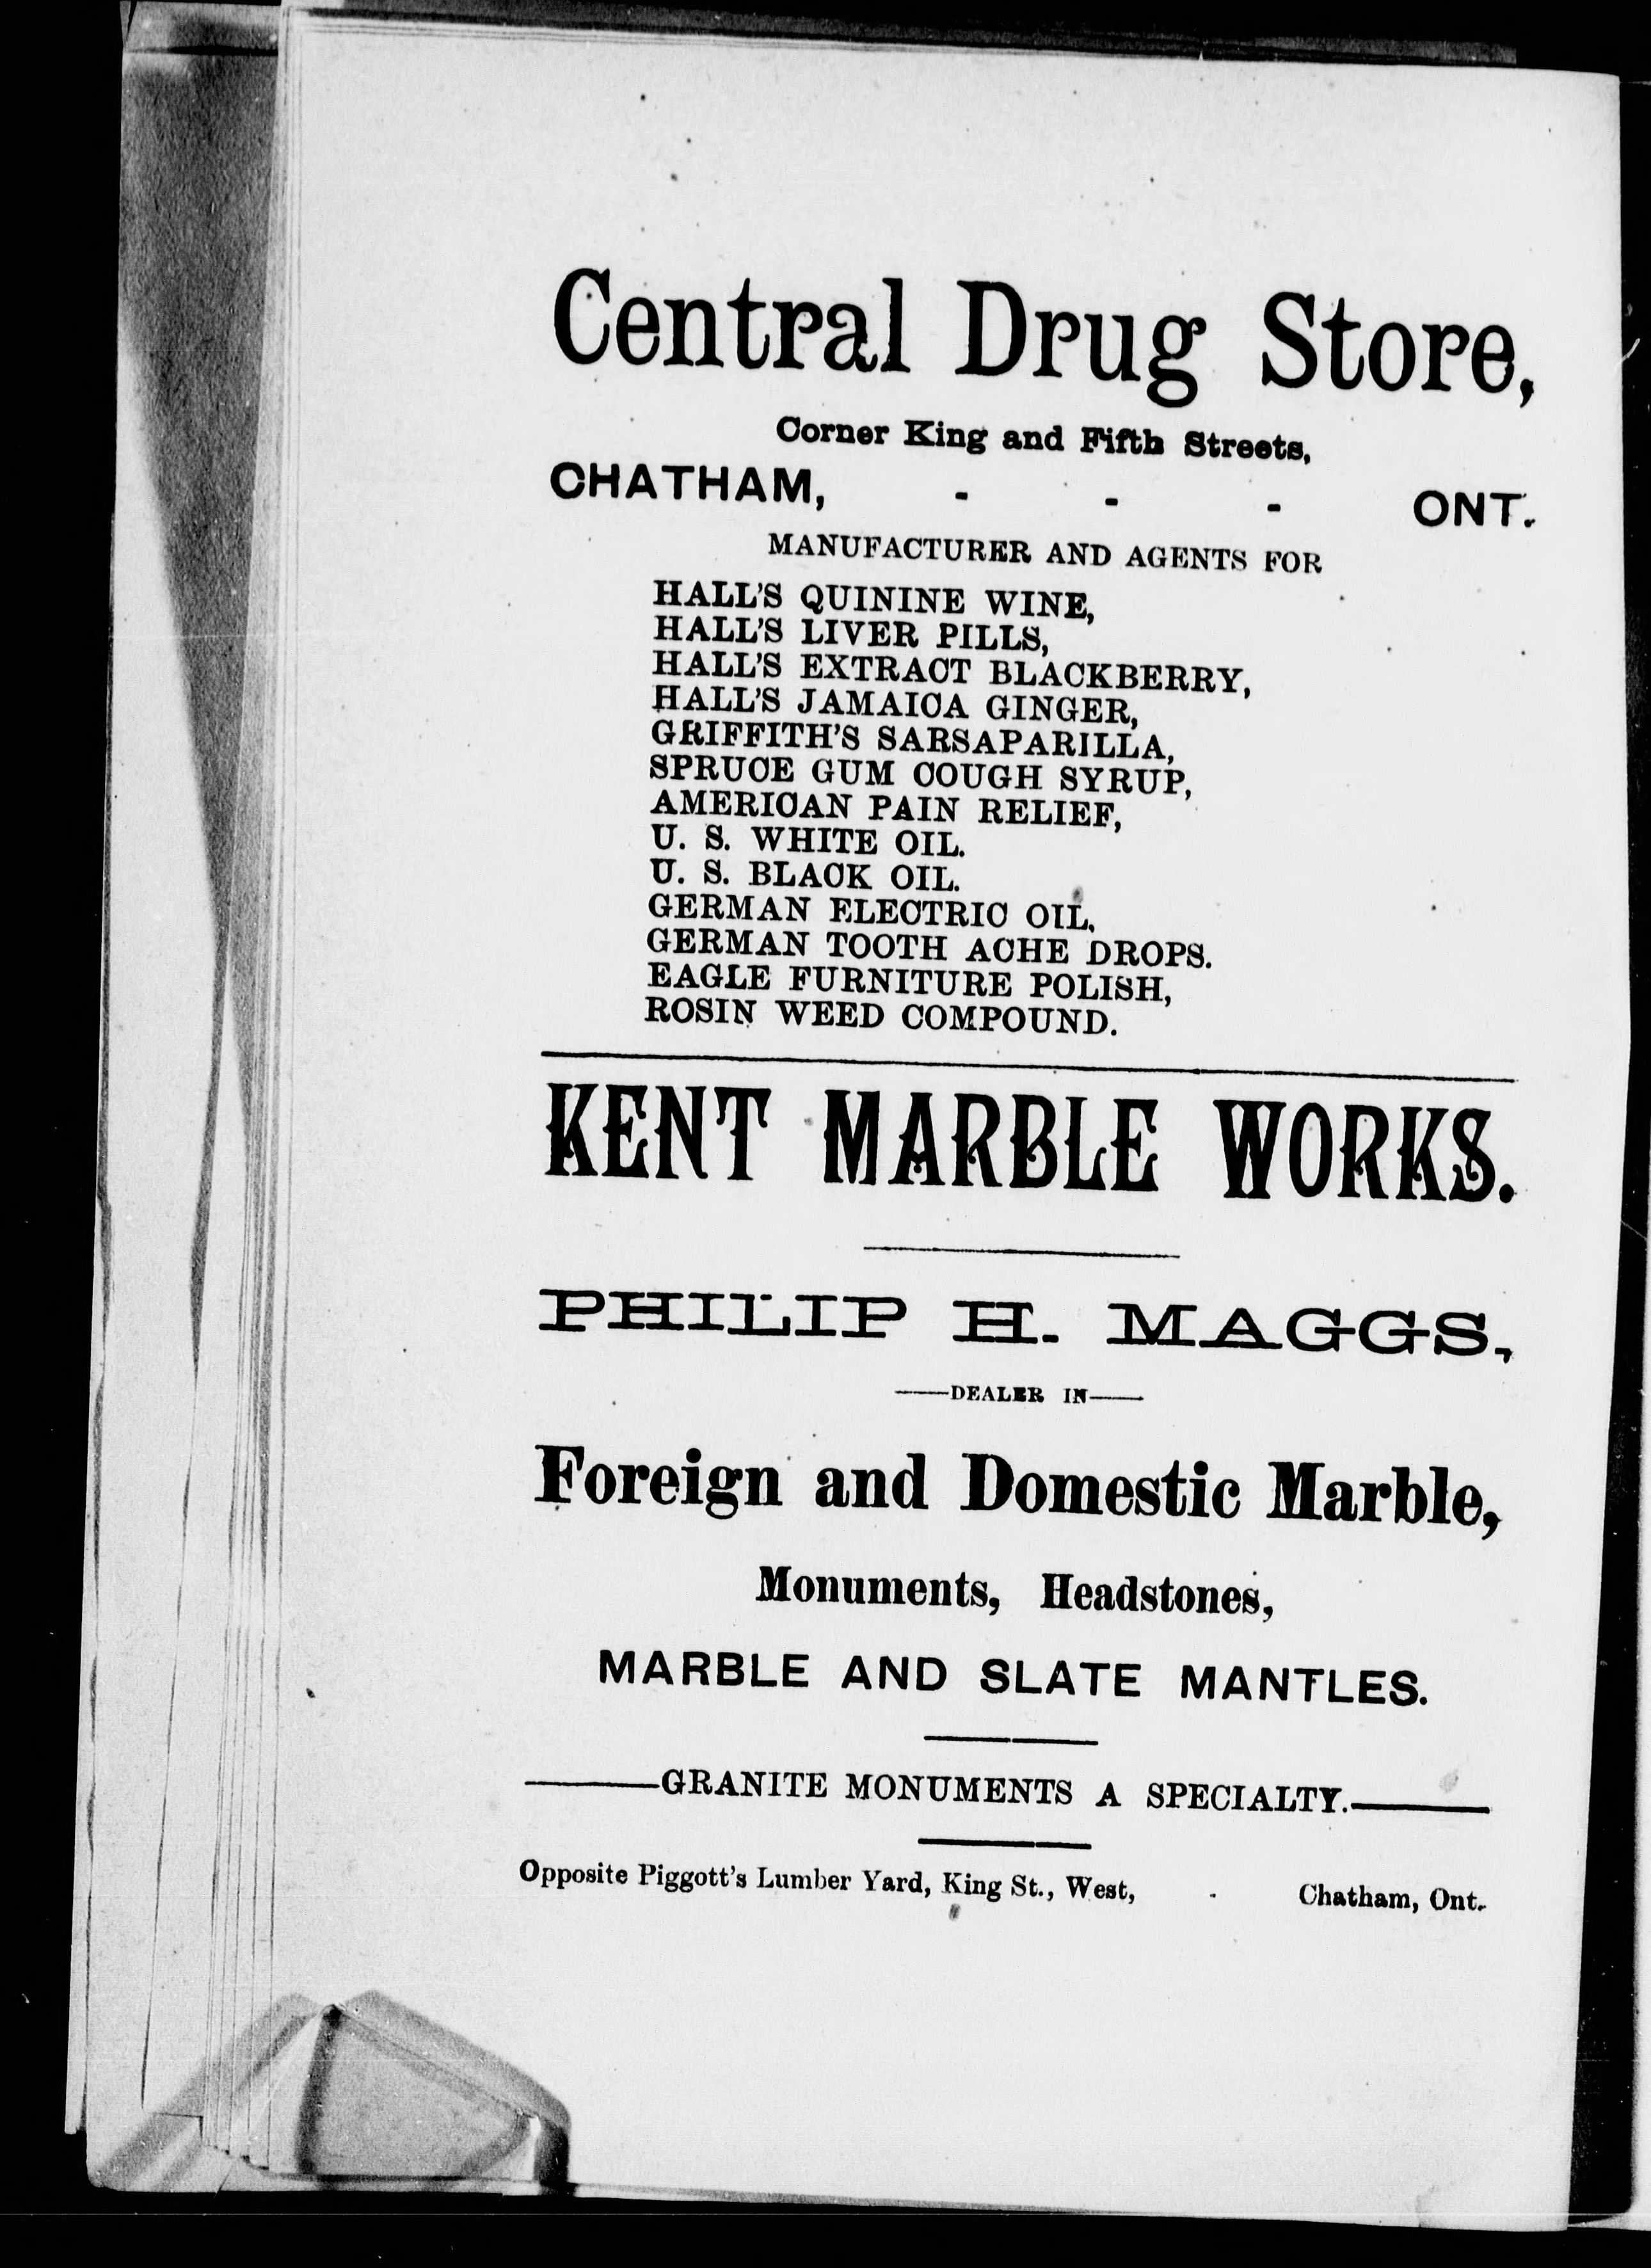 Central Drug Store,
Corner King and Fifth Streets,
CHATHAM, - - - ONT.
MANUFACTURER AND AGENTS FOR
HALL'S QUININE WINE,
HALL'S LIVER PILLS,
HALL'S EXTRACT BLACKBERRY,
HALL'S JAMAICA GINGER,
GRIFFITH'S SARSAPARILLA,
SPRUCE GUM COUGH SYRUP,
AMERICAN PAIN RELIEF,
U. S. WHITE OIL.
U. S. BLACK OIL.
GERMAN ELECTRIC OIL,
GERMAN TOOTH ACHE DROPS.
EAGLE FURNITURE POLISH,
ROSIN WEED COMPOUND.
KENT MARBLE WORKS.
PHILIP H. MAGGS,
—DEALER IN—
Foreign and Domestic Marble,
Monuments, Headstones,
MARBLE AND SLATE MANTLES.
—GRANITE MONUMENTS A SPECIALTY.—
Opposite Piggott's Lumber Yard, King St., West, - Chatham, Ont.